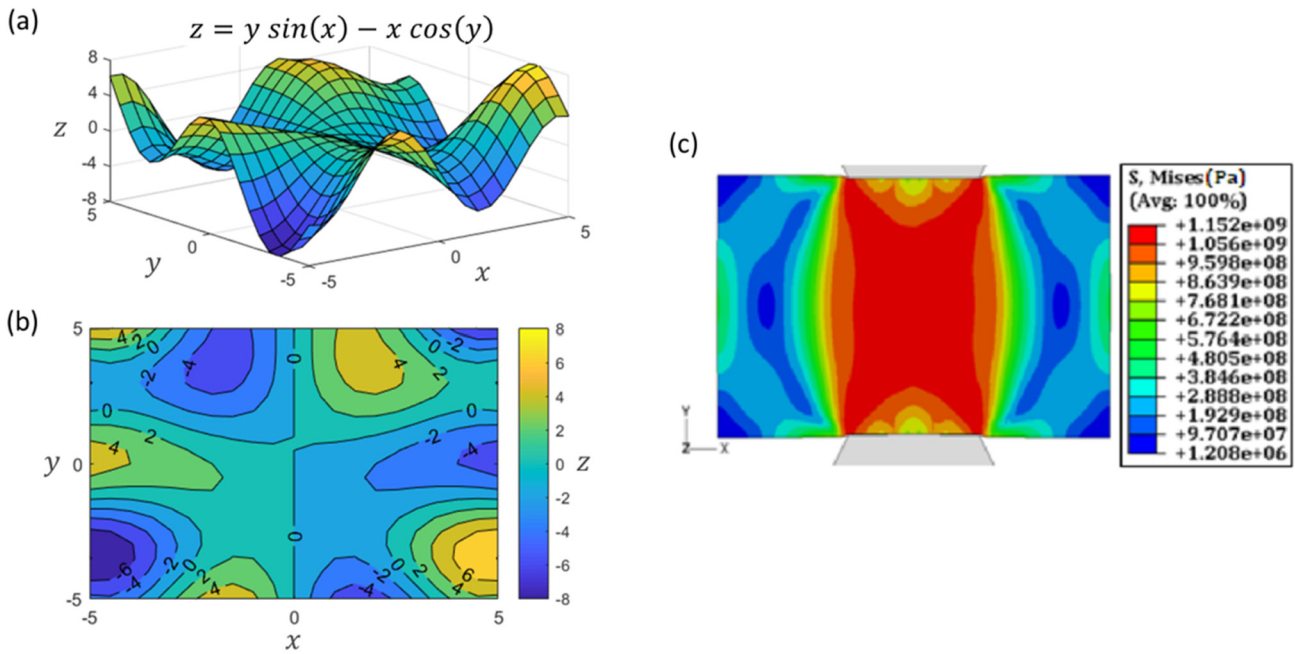 (a)
z = y sin(x) − x cos(y)
8
4
0
-4
-8
z
5
0
-5
y
-5
0
5
x
(b)
5
0
-5
y
-5
0
5
x
4
2
0
-2
-4
0
4
2
0
-2
-2
0
0
4
2
-2
-4
0
-6
-4
-2
0
2
4
-2
-4
0
2
4
6
8
6
4
2
0
-2
-4
-6
-8
z
(c)
S, Mises(Pa)
(Avg: 100%)
+1.152e+09
+1.056e+09
+9.598e+08
+8.639e+08
+7.681e+08
+6.722e+08
+5.764e+08
+4.805e+08
+3.846e+08
+2.888e+08
+1.929e+08
+9.707e+07
+1.208e+06
Y
Z
X